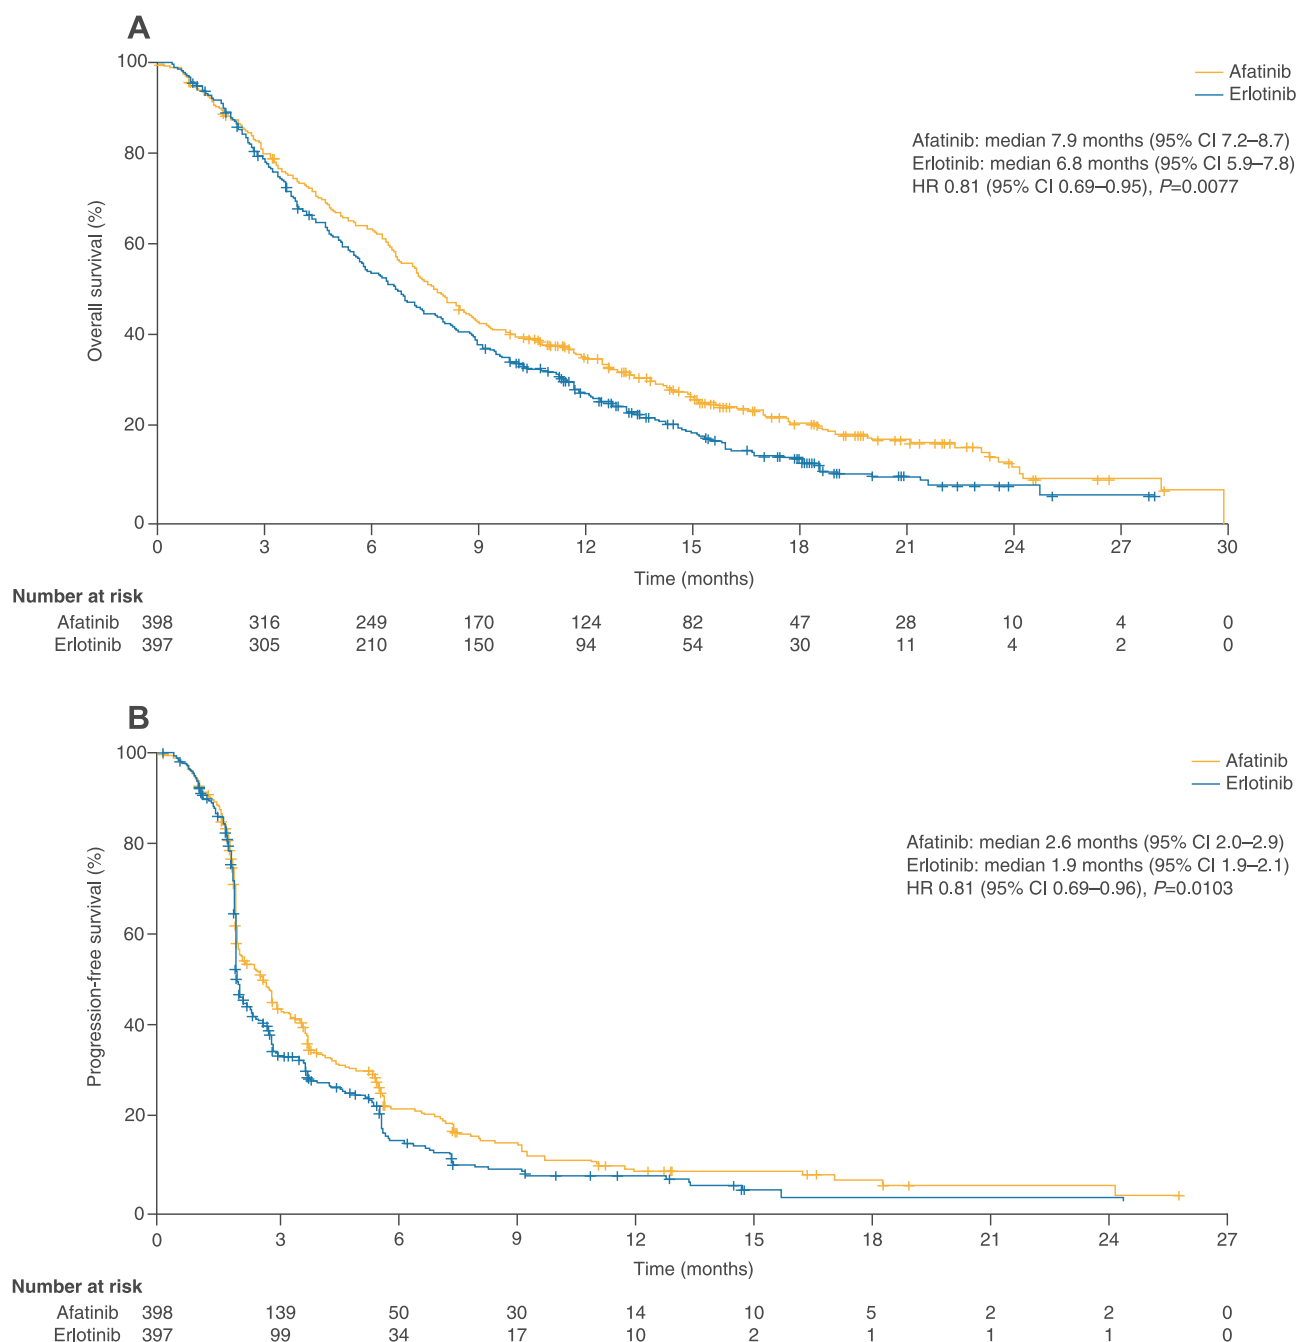 A
100
80
60
40
20
0
Overall survival (%)
Afatinib
Erlotinib
Afatinib: median 7.9 months (95% CI 7.2–8.7)
Erlotinib: median 6.8 months (95% CI 5.9–7.8)
HR 0.81 (95% CI 0.69–0.95), P=0.0077
0 3 6 9 12 15 18 21 24 27 30
Time (months)
Number at risk
Afatinib 398 316 249 170 124 82 47 28 10 4 0
Erlotinib 397 305 210 150 94 54 30 11 4 2 0
B
100
80
60
40
20
0
Progression-free survival (%)
Afatinib
Erlotinib
Afatinib: median 2.6 months (95% CI 2.0–2.9)
Erlotinib: median 1.9 months (95% CI 1.9–2.1)
HR 0.81 (95% CI 0.69–0.96), P=0.0103
0 3 6 9 12 15 18 21 24 27
Time (months)
Number at risk
Afatinib 398 139 50 30 14 10 5 2 2 0
Erlotinib 397 99 34 17 10 2 1 1 1 0